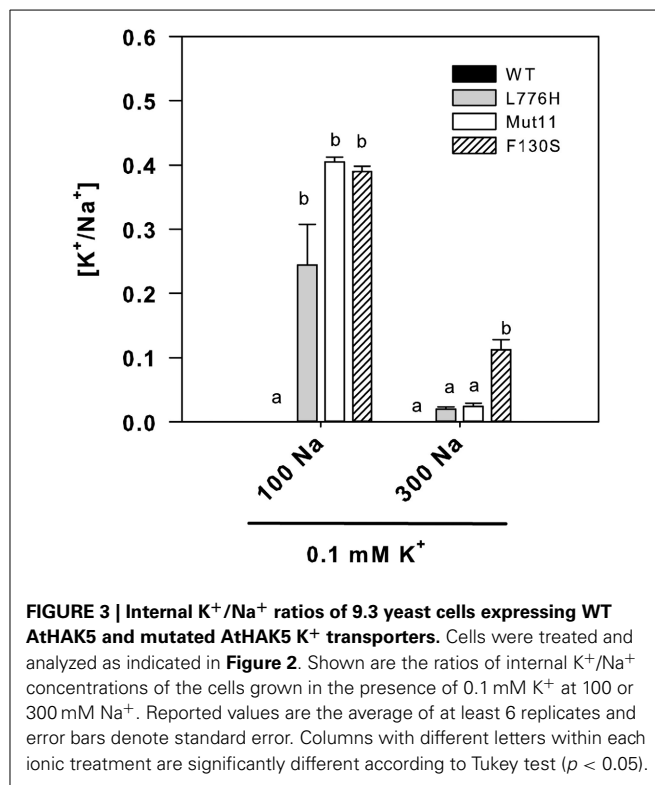 0.6
0.5
0.4
0.3
0.2
0.1
0.0
[K⁺/Na⁺]
WT
L776H
Mut11
F130S
a
b
b
b
a
a
a
b
100 Na
300 Na
0.1 mM K⁺
FIGURE 3 | Internal K⁺/Na⁺ ratios of 9.3 yeast cells expressing WT
AtHAK5 and mutated AtHAK5 K⁺ transporters. Cells were treated and
analyzed as indicated in Figure 2. Shown are the ratios of internal K⁺/Na⁺
concentrations of the cells grown in the presence of 0.1 mM K⁺ at 100 or
300 mM Na⁺. Reported values are the average of at least 6 replicates and
error bars denote standard error. Columns with different letters within each
ionic treatment are significantly different according to Tukey test (p < 0.05).